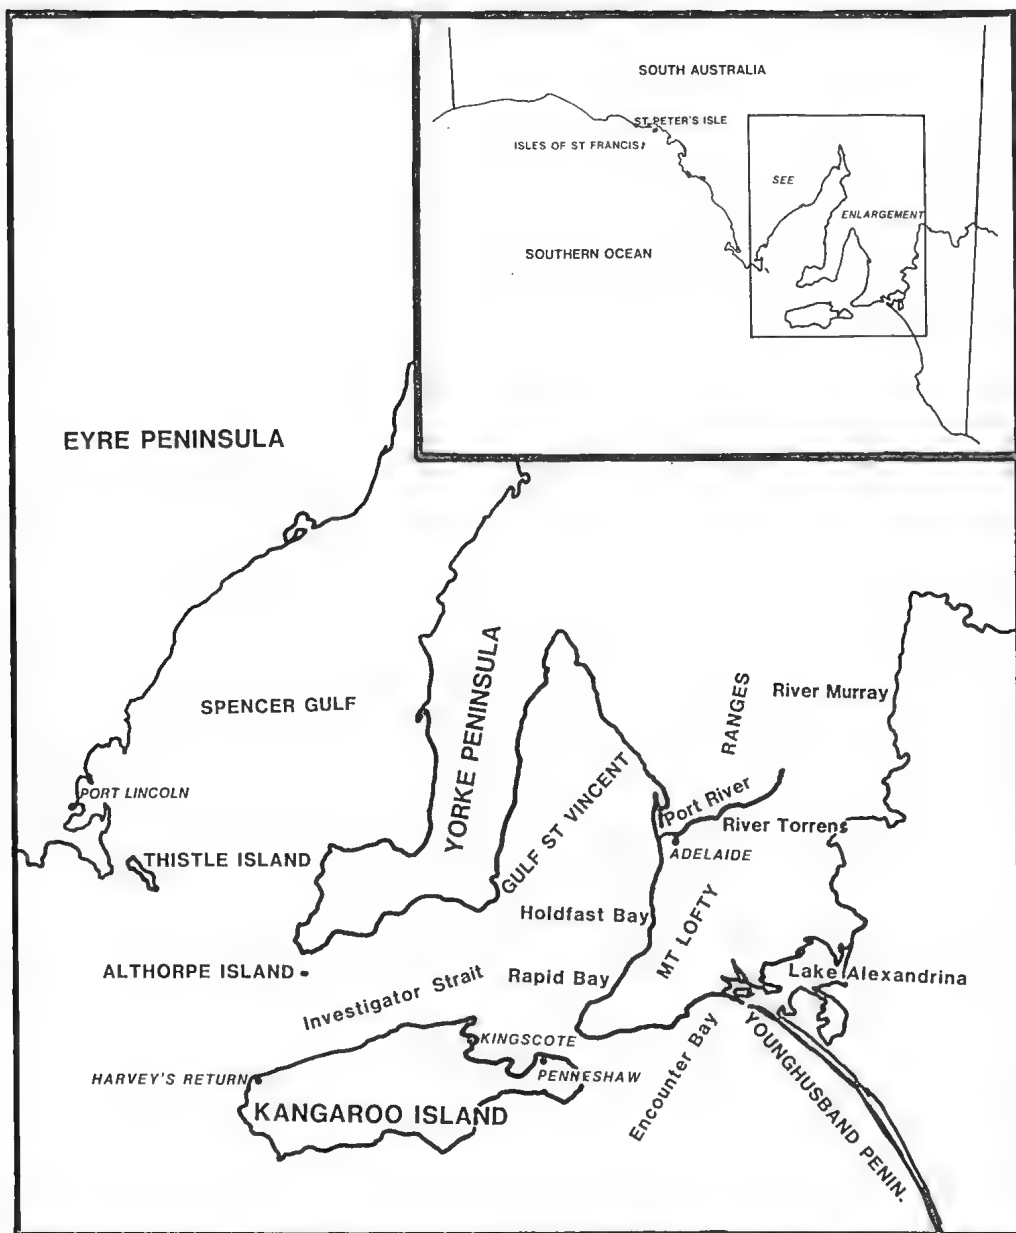 SOUTH AUSTRALIA
ST PETER'S ISLE
ISLES OF ST FRANCIS
SEE
ENLARGEMENT
SOUTHERN OCEAN
EYRE PENINSULA
SPENCER GULF
YORKE PENINSULA
RANGES
River Murray
PORT LINCOLN
GULF ST VINCENT
Port River
River Torrens
ADELAIDE
THISTLE ISLAND
Holdfast Bay
MT LOFTY
ALTHORPE ISLAND
Investigator Strait
Rapid Bay
Lake Alexandrina
KINGSCOTE
HARVEY'S RETURN
PENNESHAW
Encounter Bay
YOUNGHUSBAND PENIN.
KANGAROO ISLAND